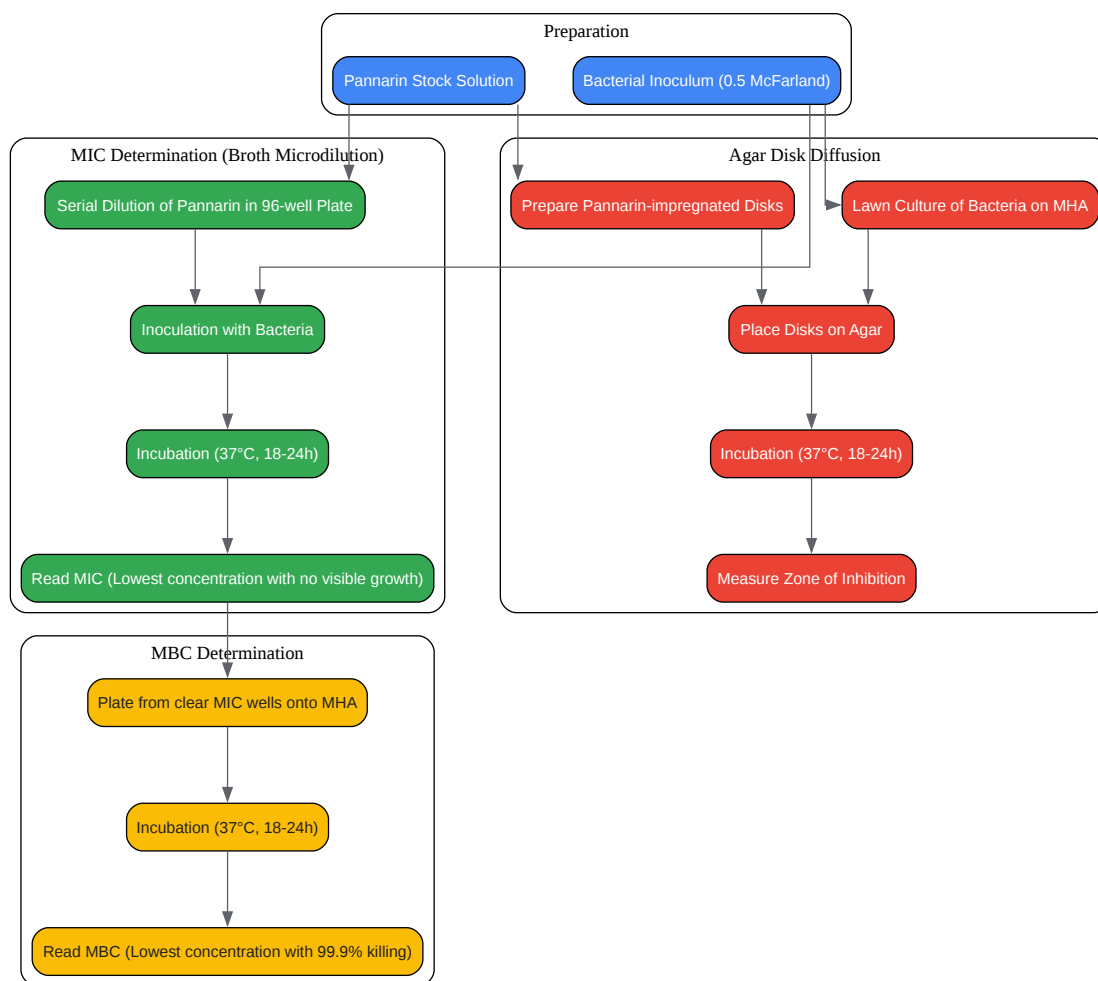 Preparation
Pannarin Stock Solution
Bacterial Inoculum (0.5 McFarland)
MIC Determination (Broth Microdilution)
Serial Dilution of Pannarin in 96-well Plate
Inoculation with Bacteria
Incubation (37°C, 18-24h)
Read MIC (Lowest concentration with no visible growth)
Agar Disk Diffusion
Prepare Pannarin-impregnated Disks
Lawn Culture of Bacteria on MHA
Place Disks on Agar
Incubation (37°C, 18-24h)
Measure Zone of Inhibition
MBC Determination
Plate from clear MIC wells onto MHA
Incubation (37°C, 18-24h)
Read MBC (Lowest concentration with 99.9% killing)